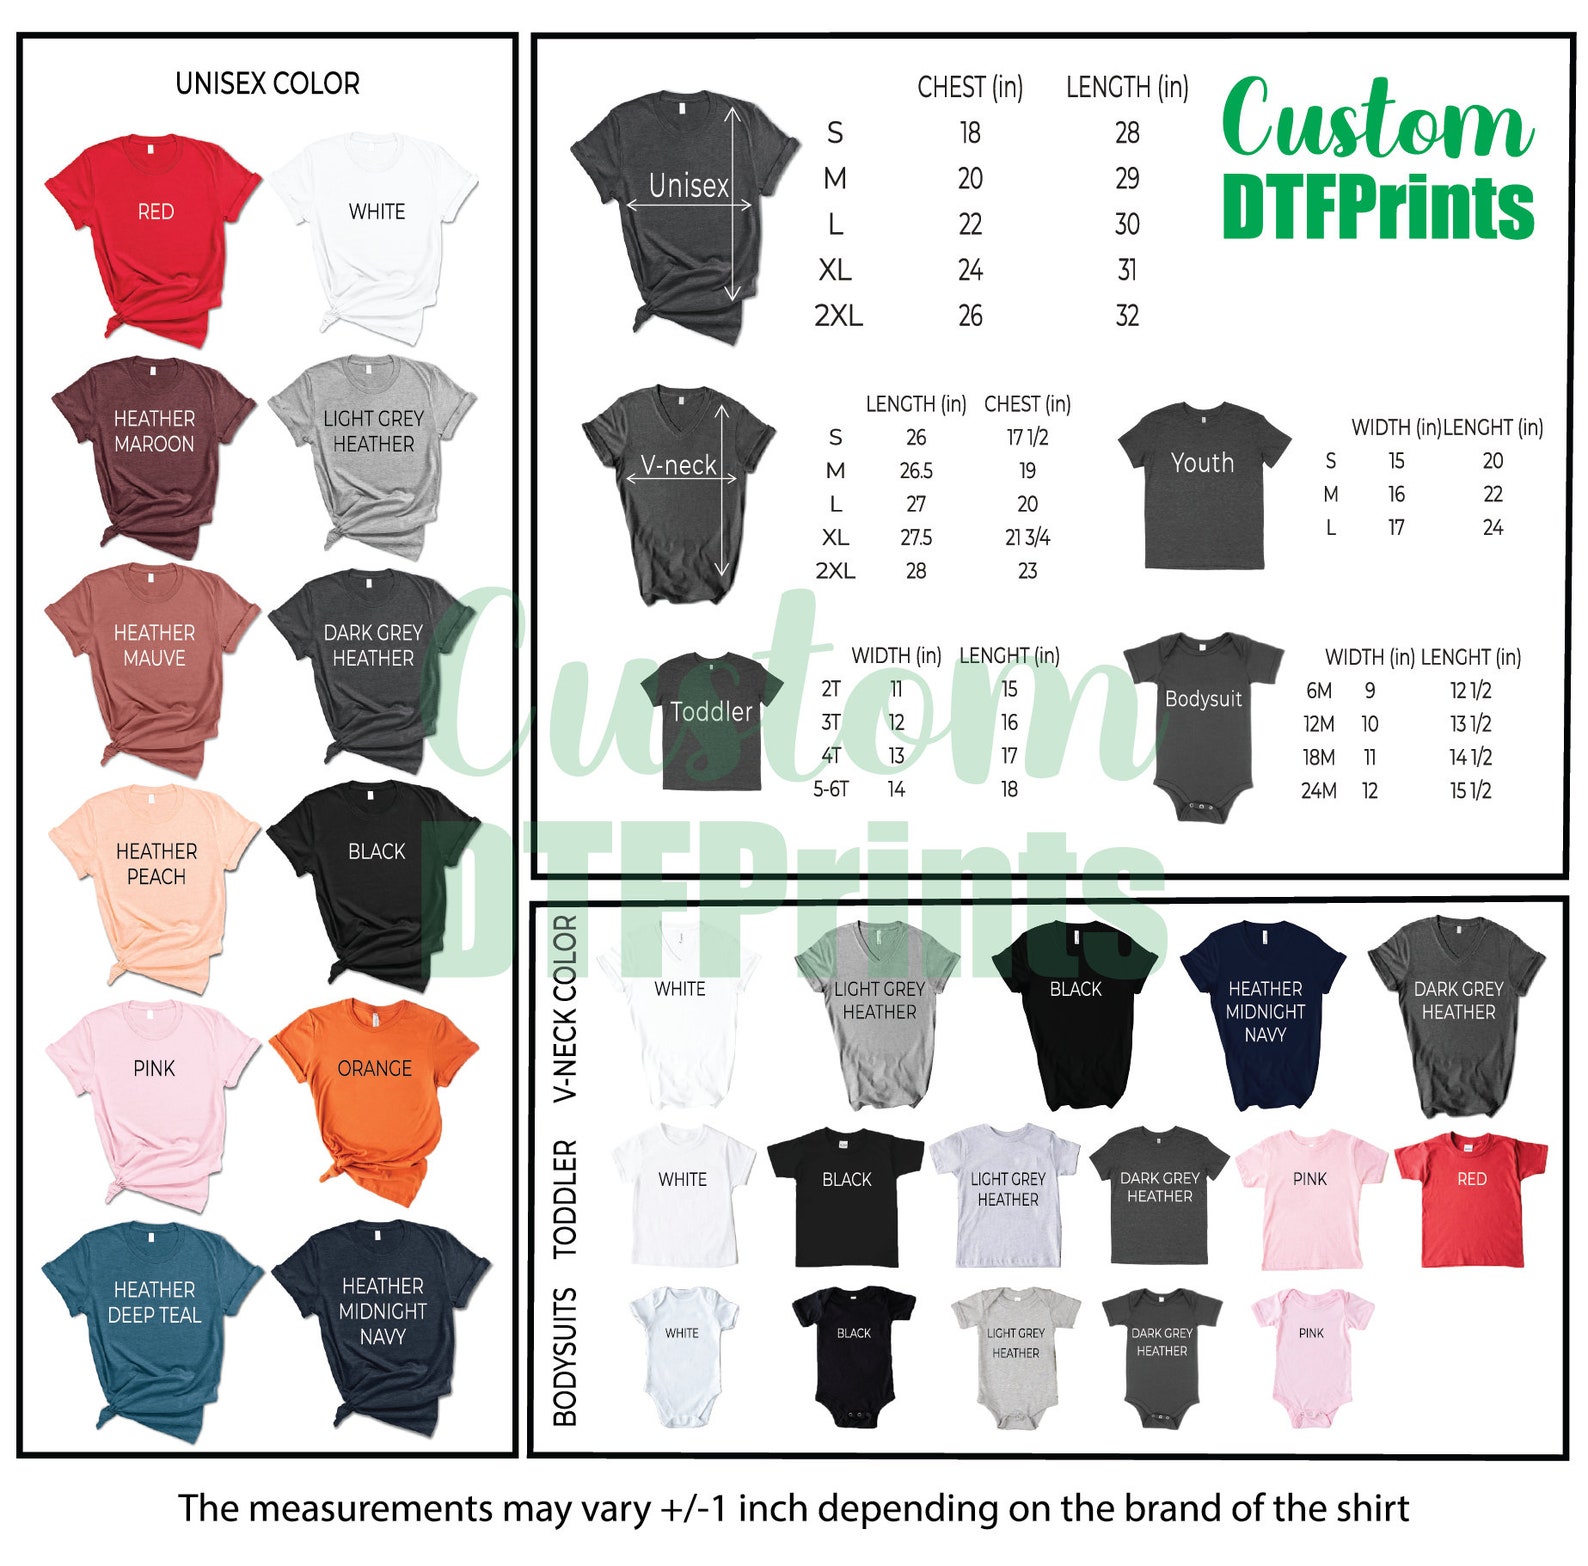 UNISEX COLOR
RED
WHITE
HEATHER
MAROON
LIGHT GREY
HEATHER
HEATHER
MAUVE
DARK GREY
HEATHER
HEATHER
PEACH
BLACK
PINK
ORANGE
HEATHER
DEEP TEAL
HEATHER
MIDNIGHT
NAVY
Custom
DTFPrints
Unisex
CHEST (in) LENGTH (in)
S 18 28
M 20 29
L 22 30
XL 24 31
2XL 26 32
V-neck
LENGTH (in) CHEST (in)
S 26 17 1/2
M 26.5 19
L 27 20
XL 27.5 21 3/4
2XL 28 23
Youth
WIDTH (in) LENGHT (in)
S 15 20
M 16 22
L 17 24
Toddler
WIDTH (in) LENGHT (in)
2T 11 15
3T 12 16
4T 13 17
5-6T 14 18
Bodysuit
WIDTH (in) LENGHT (in)
6M 9 12 1/2
12M 10 13 1/2
18M 11 14 1/2
24M 12 15 1/2
Custom
DTFPrints
V-NECK COLOR
WHITE
LIGHT GREY
HEATHER
BLACK
HEATHER
MIDNIGHT
NAVY
DARK GREY
HEATHER
TODDLER
WHITE
BLACK
LIGHT GREY
HEATHER
DARK GREY
HEATHER
PINK
RED
BODYSUITS
WHITE
BLACK
LIGHT GREY
HEATHER
DARK GREY
HEATHER
PINK
The measurements may vary +/-1 inch depending on the brand of the shirt